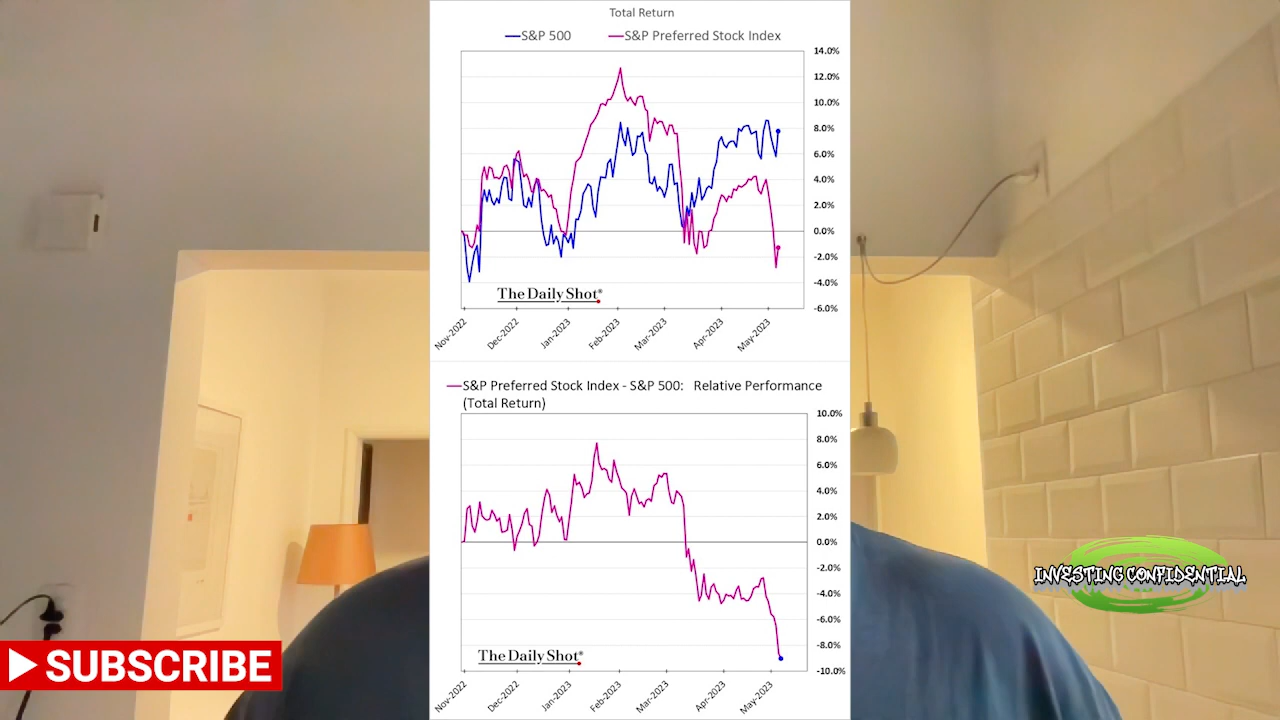 Total Return
S&P 500 S&P Preferred Stock Index
14.0%
12.0%
10.0%
8.0%
6.0%
4.0%
2.0%
0.0%
-2.0%
-4.0%
-6.0%
The Daily Shot®
Nov-2022 Dec-2022 Jan-2023 Feb-2023 Mar-2023 Apr-2023 May-2023
S&P Preferred Stock Index - S&P 500: Relative Performance
(Total Return)
10.0%
8.0%
6.0%
4.0%
2.0%
0.0%
-2.0%
-4.0%
-6.0%
-8.0%
-10.0%
The Daily Shot®
Nov-2022 Dec-2022 Jan-2023 Feb-2023 Mar-2023 Apr-2023 May-2023
INVESTING CONFIDENTIAL
SUBSCRIBE